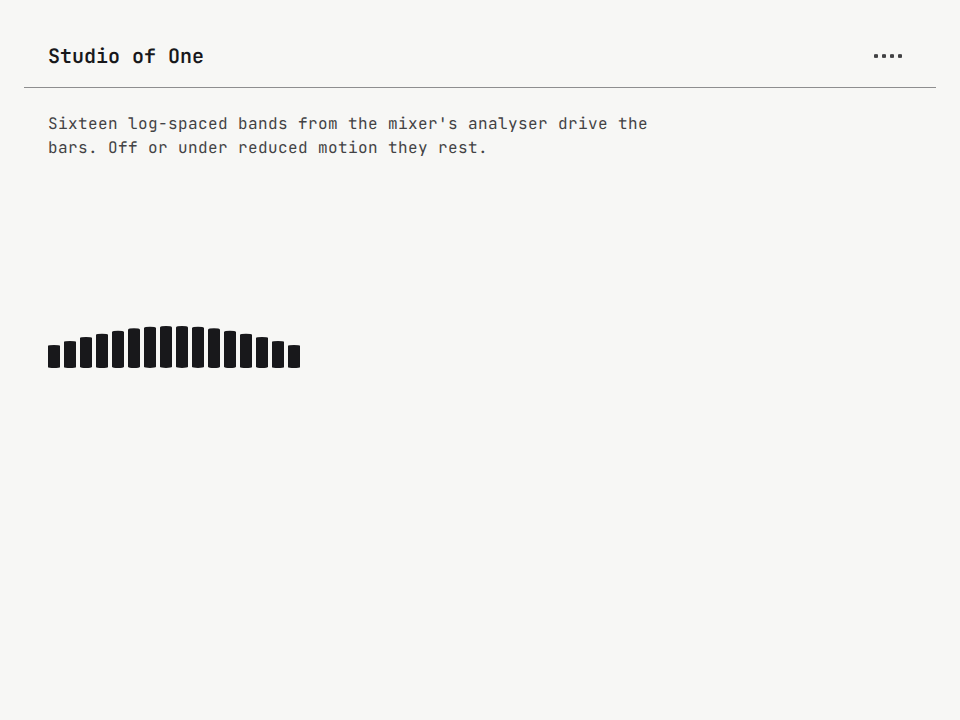 Studio of One
Sixteen log-spaced bands from the mixer's analyser drive the
bars. Off or under reduced motion they rest.